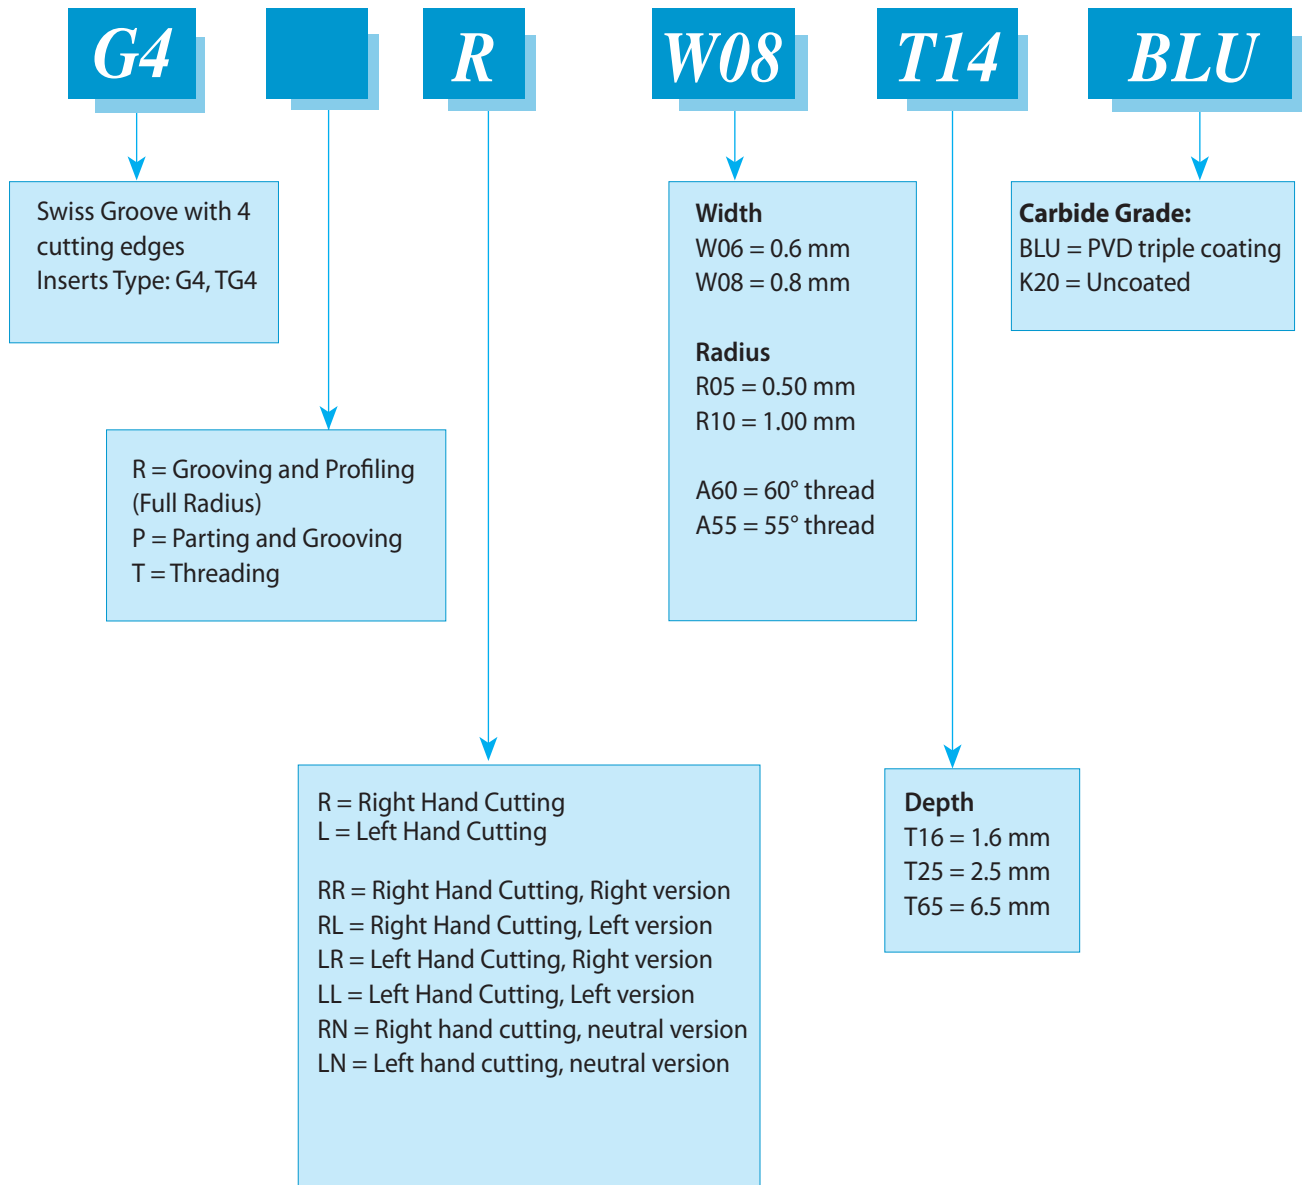 G4 R W08 T14 BLU
Swiss Groove with 4
cutting edges
Inserts Type: G4, TG4
R = Grooving and Profiling
(Full Radius)
P = Parting and Grooving
T = Threading
R = Right Hand Cutting
L = Left Hand Cutting
RR = Right Hand Cutting, Right version
RL = Right Hand Cutting, Left version
LR = Left Hand Cutting, Right version
LL = Left Hand Cutting, Left version
RN = Right hand cutting, neutral version
LN = Left hand cutting, neutral version
Width
W06 = 0.6 mm
W08 = 0.8 mm
Radius
R05 = 0.50 mm
R10 = 1.00 mm
A60 = 60° thread
A55 = 55° thread
Depth
T16 = 1.6 mm
T25 = 2.5 mm
T65 = 6.5 mm
Carbide Grade:
BLU = PVD triple coating
K20 = Uncoated